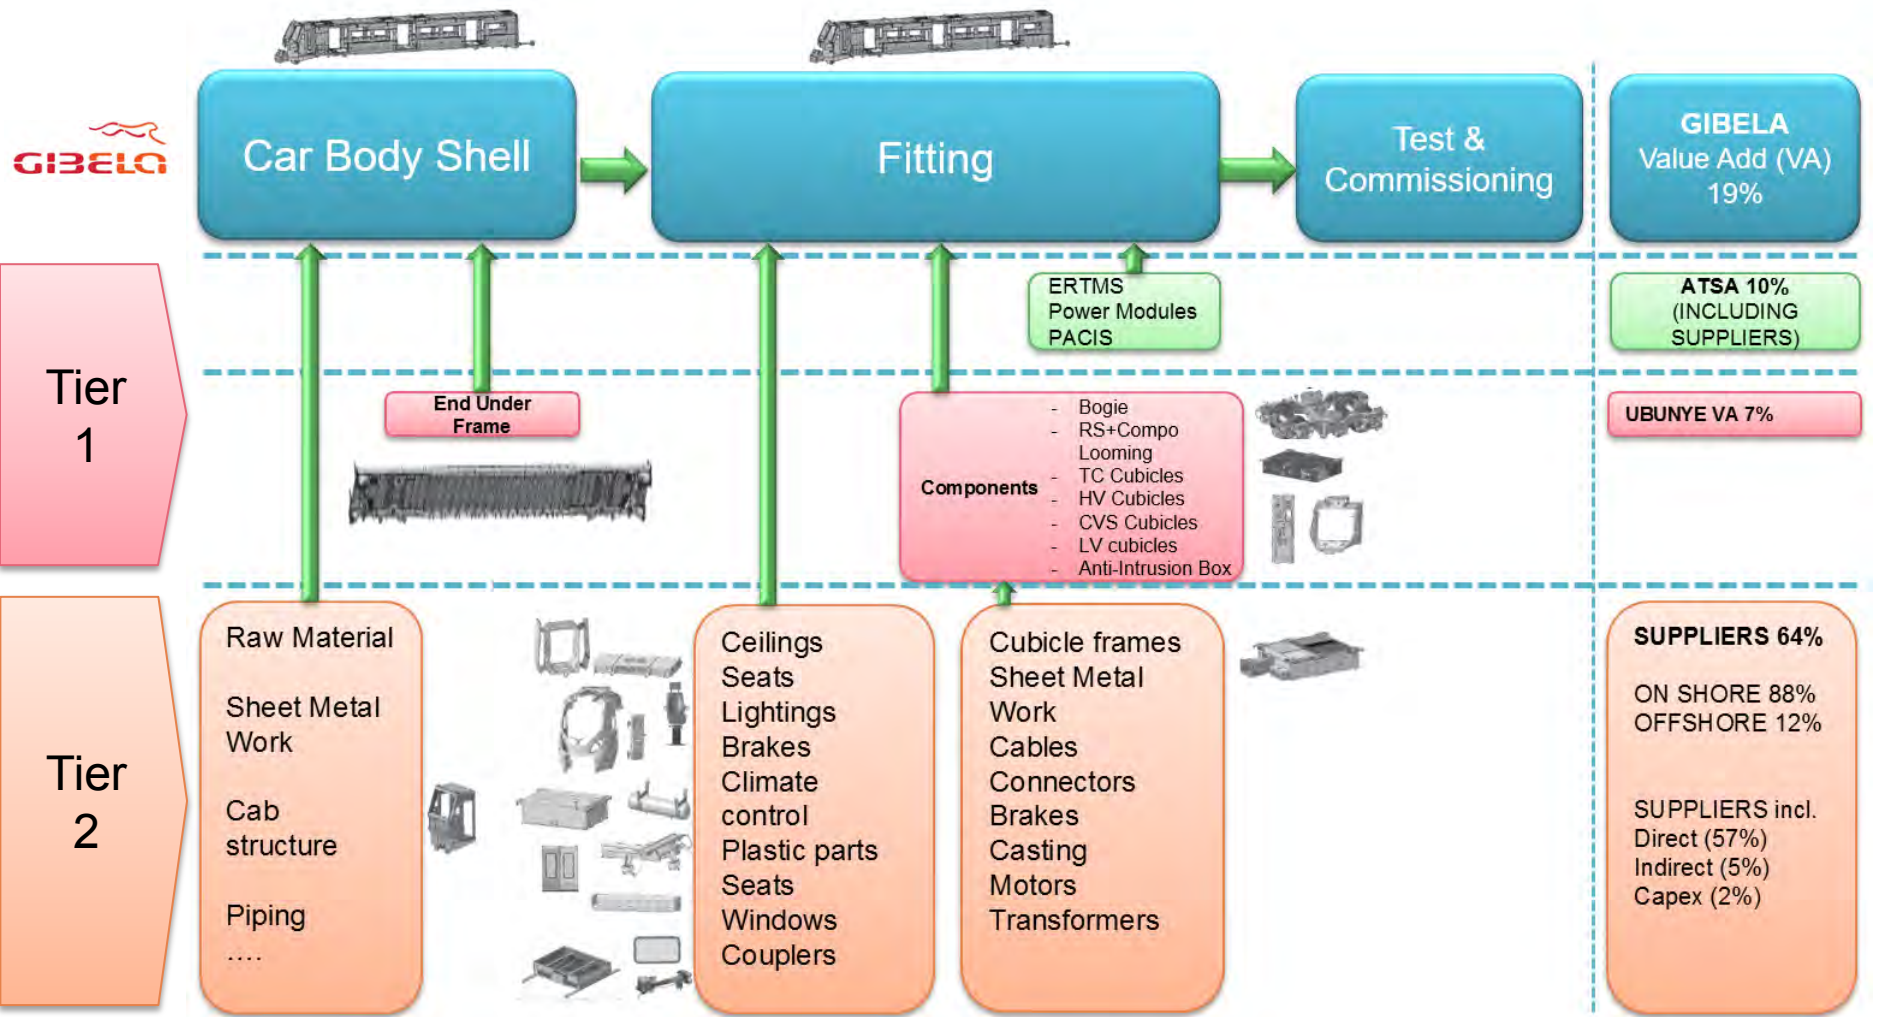 GIBELA
Car Body Shell
Fitting
Test &
Commissioning
GIBELA
Value Add (VA)
19%
Tier
1
ERTMS
Power Modules
PACIS
ATSA 10%
(INCLUDING
SUPPLIERS)
End Under
Frame
Components
- Bogie
- RS+Compo
Looming
- TC Cubicles
- HV Cubicles
- CVS Cubicles
- LV cubicles
- Anti-Intrusion Box
UBUNYE VA 7%
Tier
2
Raw Material
Sheet Metal
Work
Cab
structure
Piping
....
Ceilings
Seats
Lightings
Brakes
Climate
control
Plastic parts
Seats
Windows
Couplers
Cubicle frames
Sheet Metal
Work
Cables
Connectors
Brakes
Casting
Motors
Transformers
SUPPLIERS 64%
ON SHORE 88%
OFFSHORE 12%
SUPPLIERS incl.
Direct (57%)
Indirect (5%)
Capex (2%)